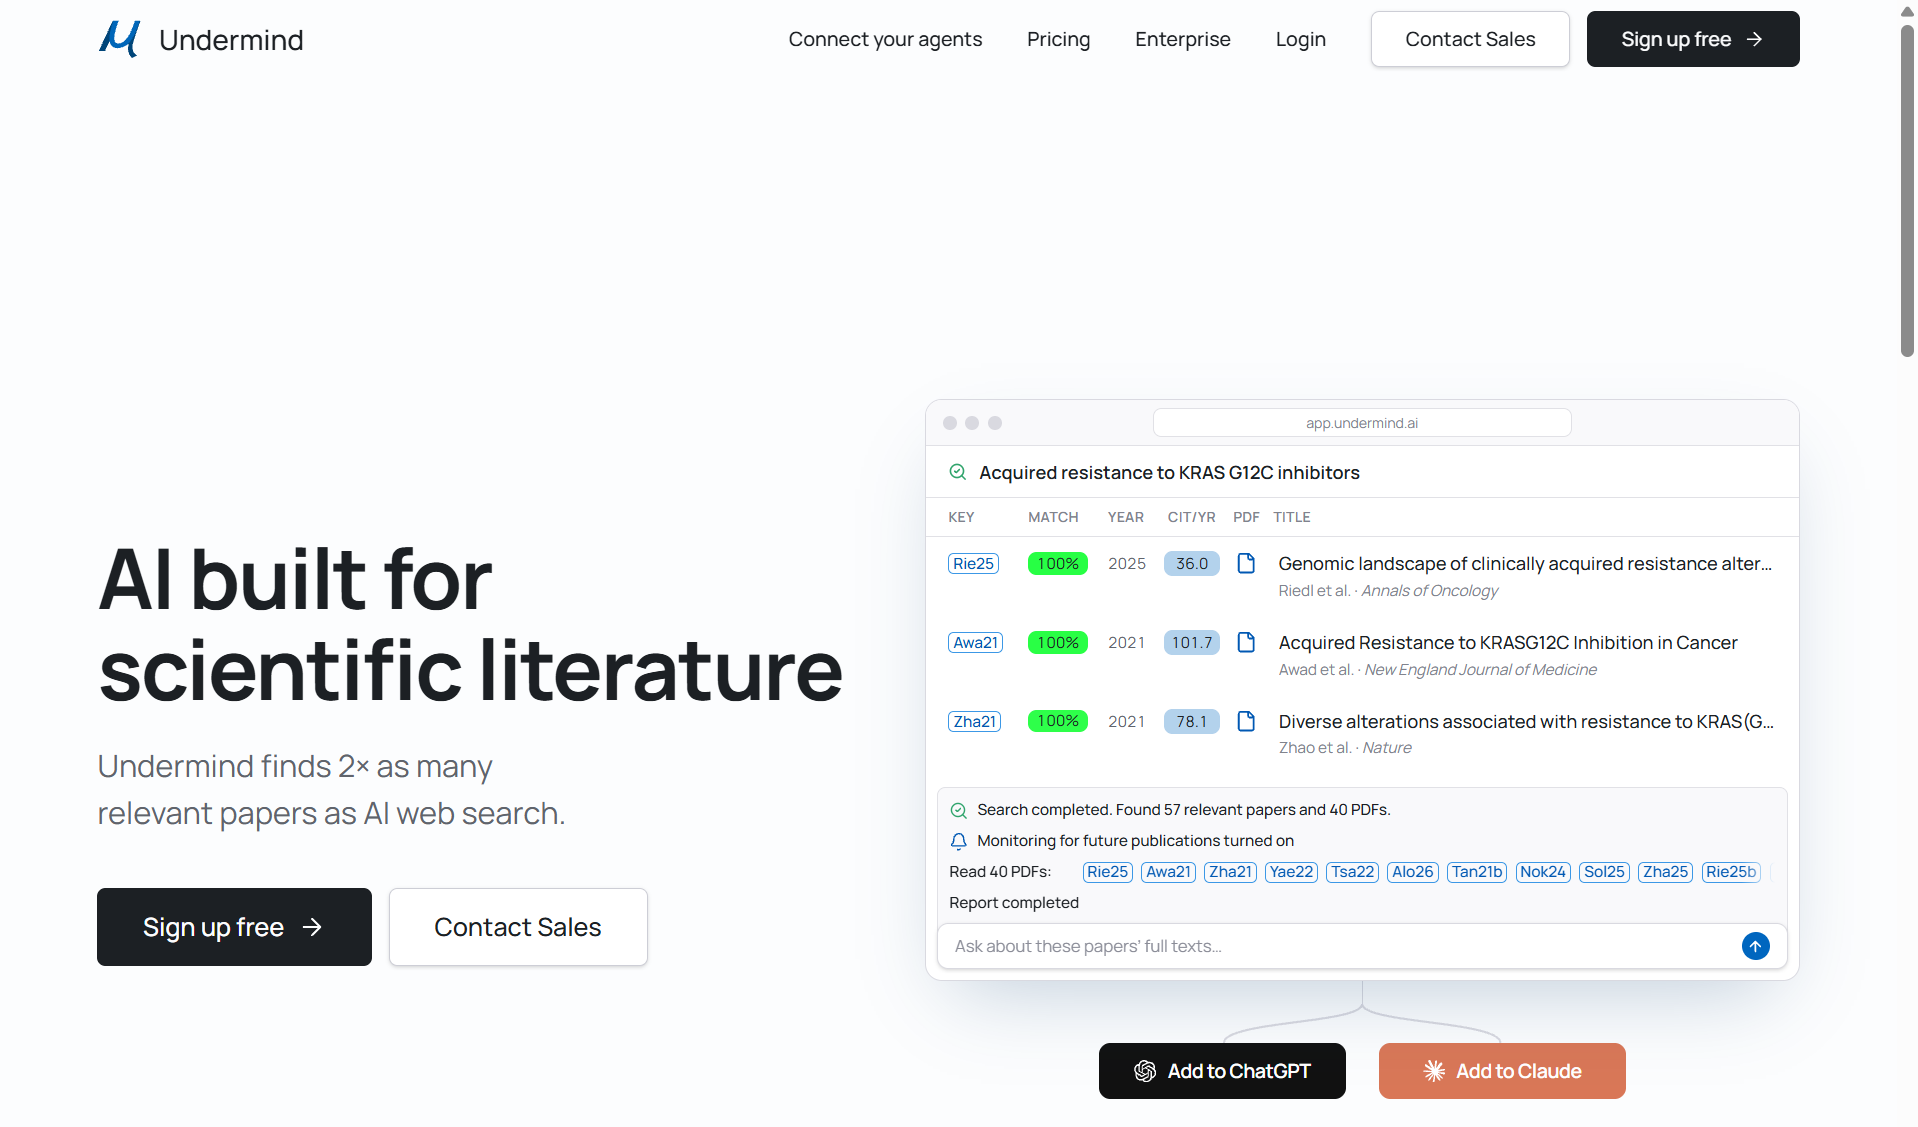 Undermind
Connect your agents
Pricing
Enterprise
Login
Contact Sales
Sign up free
AI built for
scientific literature
Undermind finds 2× as many
relevant papers as AI web search.
Sign up free
Contact Sales
app.undermind.ai
Acquired resistance to KRAS G12C inhibitors
KEY MATCH YEAR CIT/YR PDF TITLE
Rie25 100% 2025 36.0 Genomic landscape of clinically acquired resistance alter...
Riedl et al. · Annals of Oncology
Awa21 100% 2021 101.7 Acquired Resistance to KRASG12C Inhibition in Cancer
Awad et al. · New England Journal of Medicine
Zha21 100% 2021 78.1 Diverse alterations associated with resistance to KRAS(G...
Zhao et al. · Nature
Search completed. Found 57 relevant papers and 40 PDFs.
Monitoring for future publications turned on
Read 40 PDFs: Rie25 Awa21 Zha21 Yae22 Tsa22 Alo26 Tan21b Nok24 Sol25 Zha25 Rie25b
Report completed
Ask about these papers' full texts...
Add to ChatGPT
Add to Claude